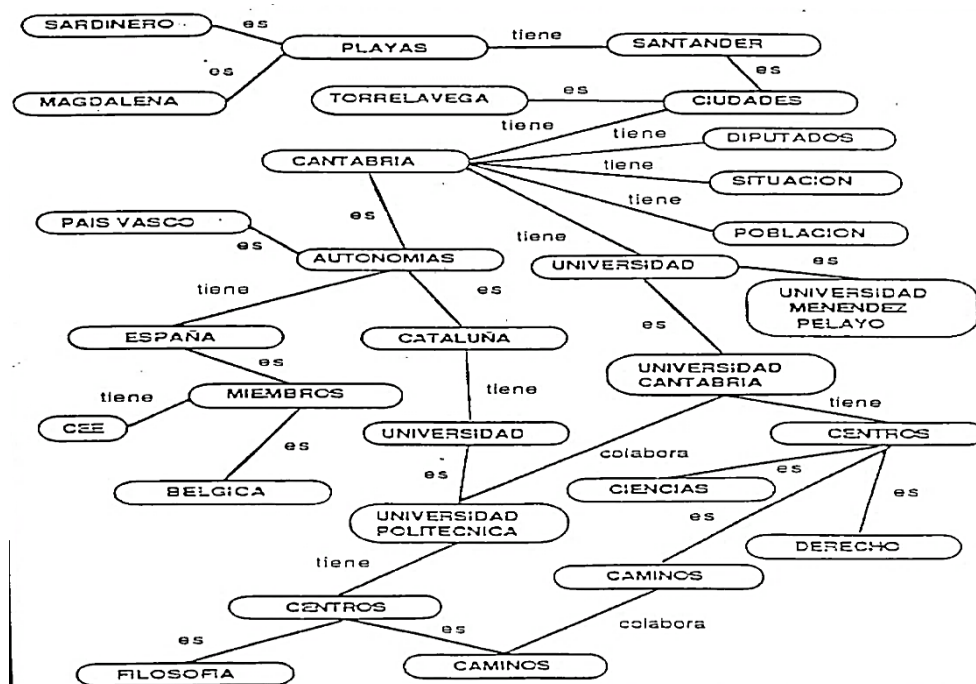 SARDINERO
es
PLAYAS
tiene
SANTANDER
es
es
MAGDALENA
TORRELAVEGA
es
CIUDADES
tiene
tiene
DIPUTADOS
CANTABRIA
tiene
SITUACION
tiene
PAIS VASCO
es
es
tiene
POBLACION
AUTONOMIAS
UNIVERSIDAD
es
tiene
es
UNIVERSIDAD
MENENDEZ
PELAYO
ESPAÑA
CATALUÑA
es
es
UNIVERSIDAD
CANTABRIA
tiene
MIEMBROS
tiene
tiene
CEE
UNIVERSIDAD
CENTROS
es
colabora
es
es
BELGICA
CIENCIAS
es
UNIVERSIDAD
POLITECNICA
es
DERECHO
tiene
CAMINOS
CENTROS
colabora
es
es
FILOSOFIA
CAMINOS